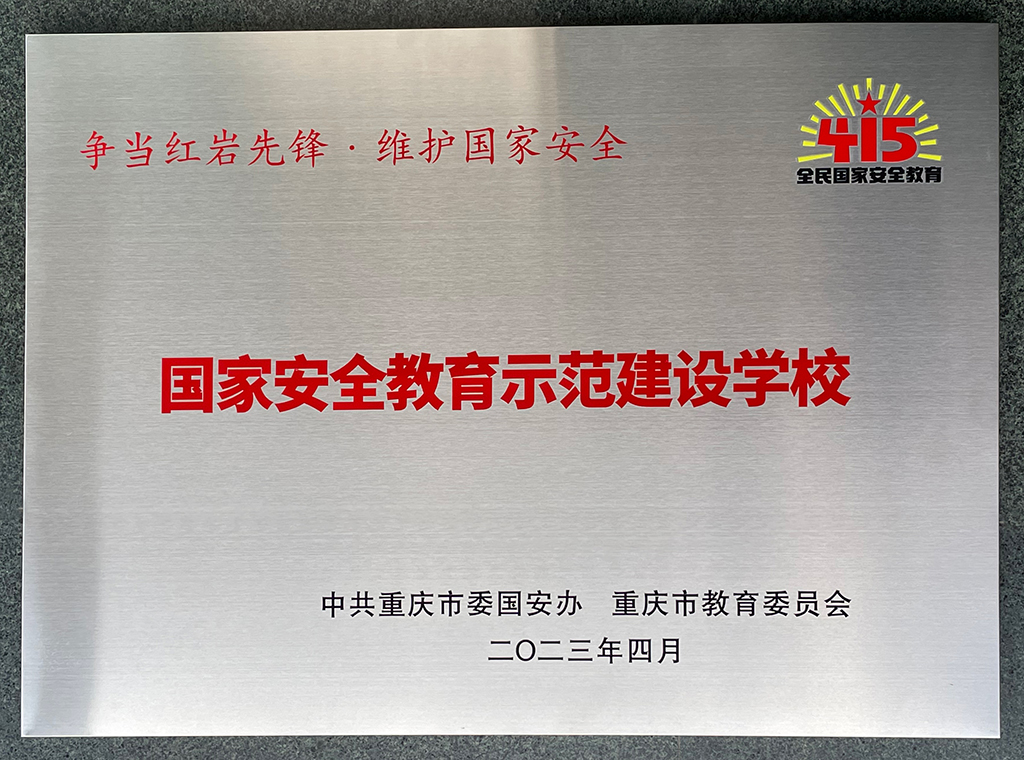 争当红岩先锋·维护国家安全
415
全民国家安全教育
国家安全教育示范建设学校
中共重庆市委国安办 重庆市教育委员会
二〇二三年四月